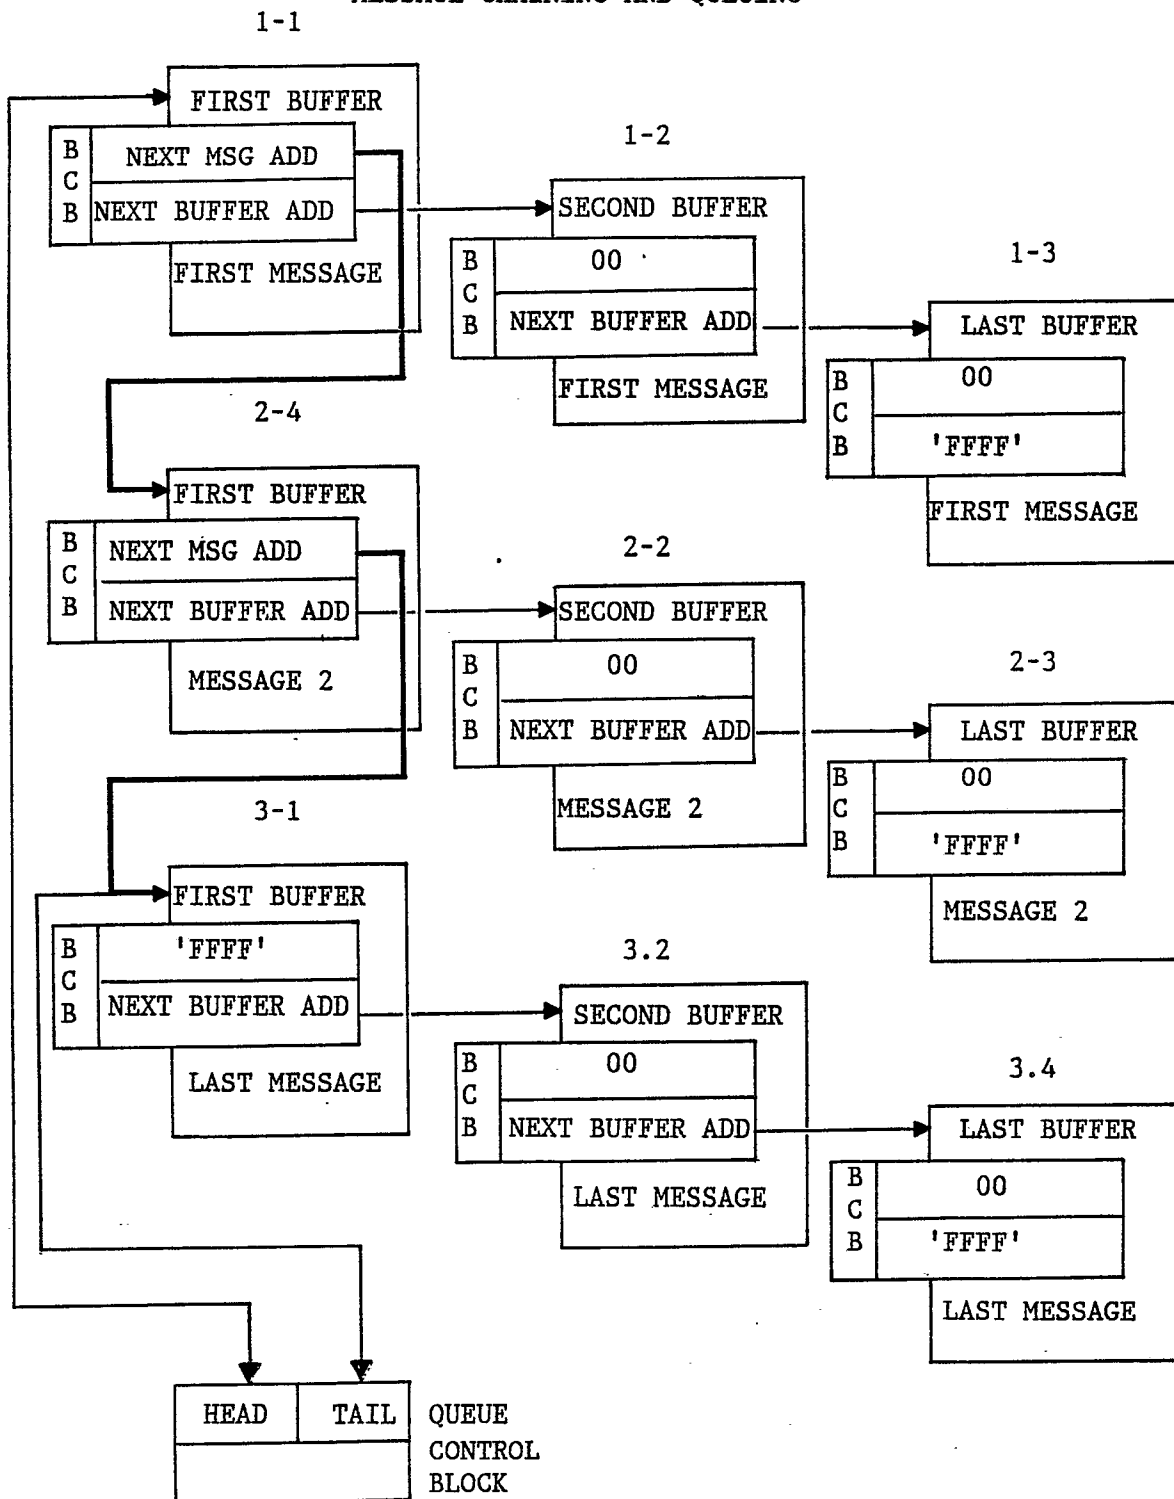 MESSAGE CHAINING AND QUEUING
1-1
FIRST BUFFER
B
C
B
NEXT MSG ADD
NEXT BUFFER ADD
FIRST MESSAGE
1-2
SECOND BUFFER
B
C
B
00
NEXT BUFFER ADD
FIRST MESSAGE
1-3
LAST BUFFER
B
C
B
00
'FFFF'
FIRST MESSAGE
2-4
FIRST BUFFER
B
C
B
NEXT MSG ADD
NEXT BUFFER ADD
MESSAGE 2
2-2
SECOND BUFFER
B
C
B
00
NEXT BUFFER ADD
MESSAGE 2
2-3
LAST BUFFER
B
C
B
00
'FFFF'
MESSAGE 2
3-1
FIRST BUFFER
B
C
B
'FFFF'
NEXT BUFFER ADD
LAST MESSAGE
3.2
SECOND BUFFER
B
C
B
00
NEXT BUFFER ADD
LAST MESSAGE
3.4
LAST BUFFER
B
C
B
00
'FFFF'
LAST MESSAGE
HEAD
TAIL
QUEUE
CONTROL
BLOCK